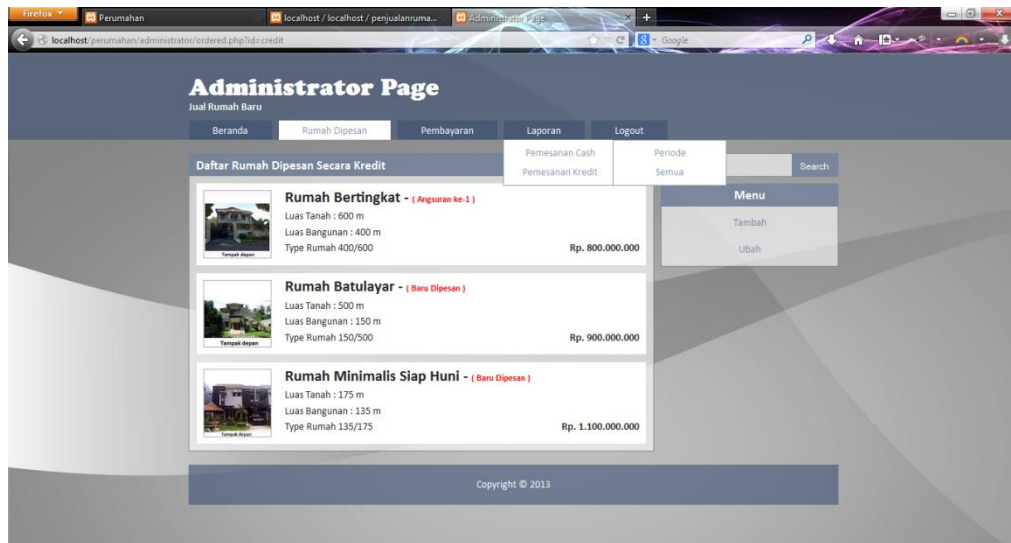 Firefox
Perumahan
localhost / localhost / penjualanruma...
Administrator Page
localhost/perumahan/administrator/ordered.php?id=credit
Google
Administrator Page
Jual Rumah Baru
Beranda
Rumah Dipesan
Pembayaran
Laporan
Logout
Pemesanan Cash
Pemesanan Kredit
Periode
Semua
Daftar Rumah Dipesan Secara Kredit
Search
Rumah Bertingkat - ( Angsuran ke-1 )
Luas Tanah : 600 m
Luas Bangunan : 400 m
Type Rumah 400/600
Rp. 800.000.000
Tampak depan
Rumah Batulayar - ( Baru Dipesan )
Luas Tanah : 500 m
Luas Bangunan : 150 m
Type Rumah 150/500
Rp. 900.000.000
Tampak depan
Rumah Minimalis Siap Huni - ( Baru Dipesan )
Luas Tanah : 175 m
Luas Bangunan : 135 m
Type Rumah 135/175
Rp. 1.100.000.000
Tampak depan
Menu
Tambah
Ubah
Copyright © 2013